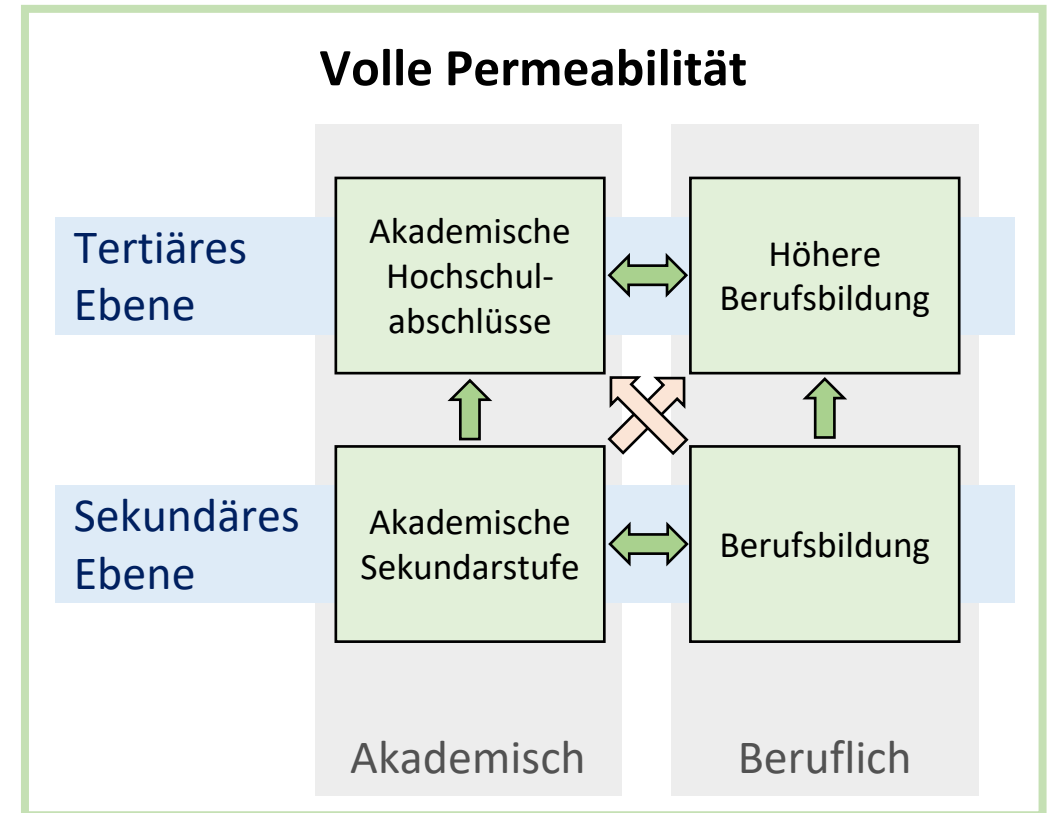 Volle Permeabilität
Tertiäres
Ebene
Akademische
Hochschul-
abschlüsse
Höhere
Berufsbildung
Sekundäres
Ebene
Akademische
Sekundarstufe
Berufsbildung
Akademisch
Beruflich